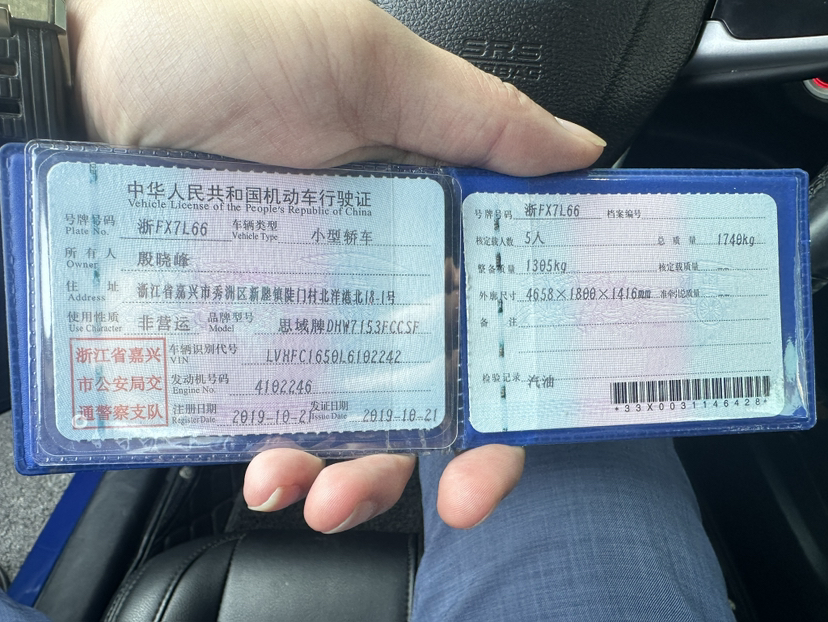 SRS
AIRBAG
中华人民共和国机动车行驶证
Vehicle License of the People's Republic of China
号牌号码 Plate No. 浙FX7L66 车辆类型 Vehicle Type 小型轿车
所有人 Owner 殷晓峰
住址 Address 浙江省嘉兴市秀洲区新塍镇陡门村北洋港北18-1号
使用性质 Use Character 非营运 品牌型号 Model 思域牌DHW7153FCCSF
浙江省嘉兴市公安局交通警察支队
车辆识别代号 VIN LVHFC1650L6102242
发动机号码 Engine No. 4102246
注册日期 Register Date 2019-10-21 发证日期 Issue Date 2019-10-21
号牌号码 浙FX7L66 档案编号
核定载人数 5人 总质量 1740kg
整备质量 1305kg 核定载质量 --
外廓尺寸 4658×1800×1416mm 准牵引总质量 --
备注
检验记录 汽油
*33X0031146428*